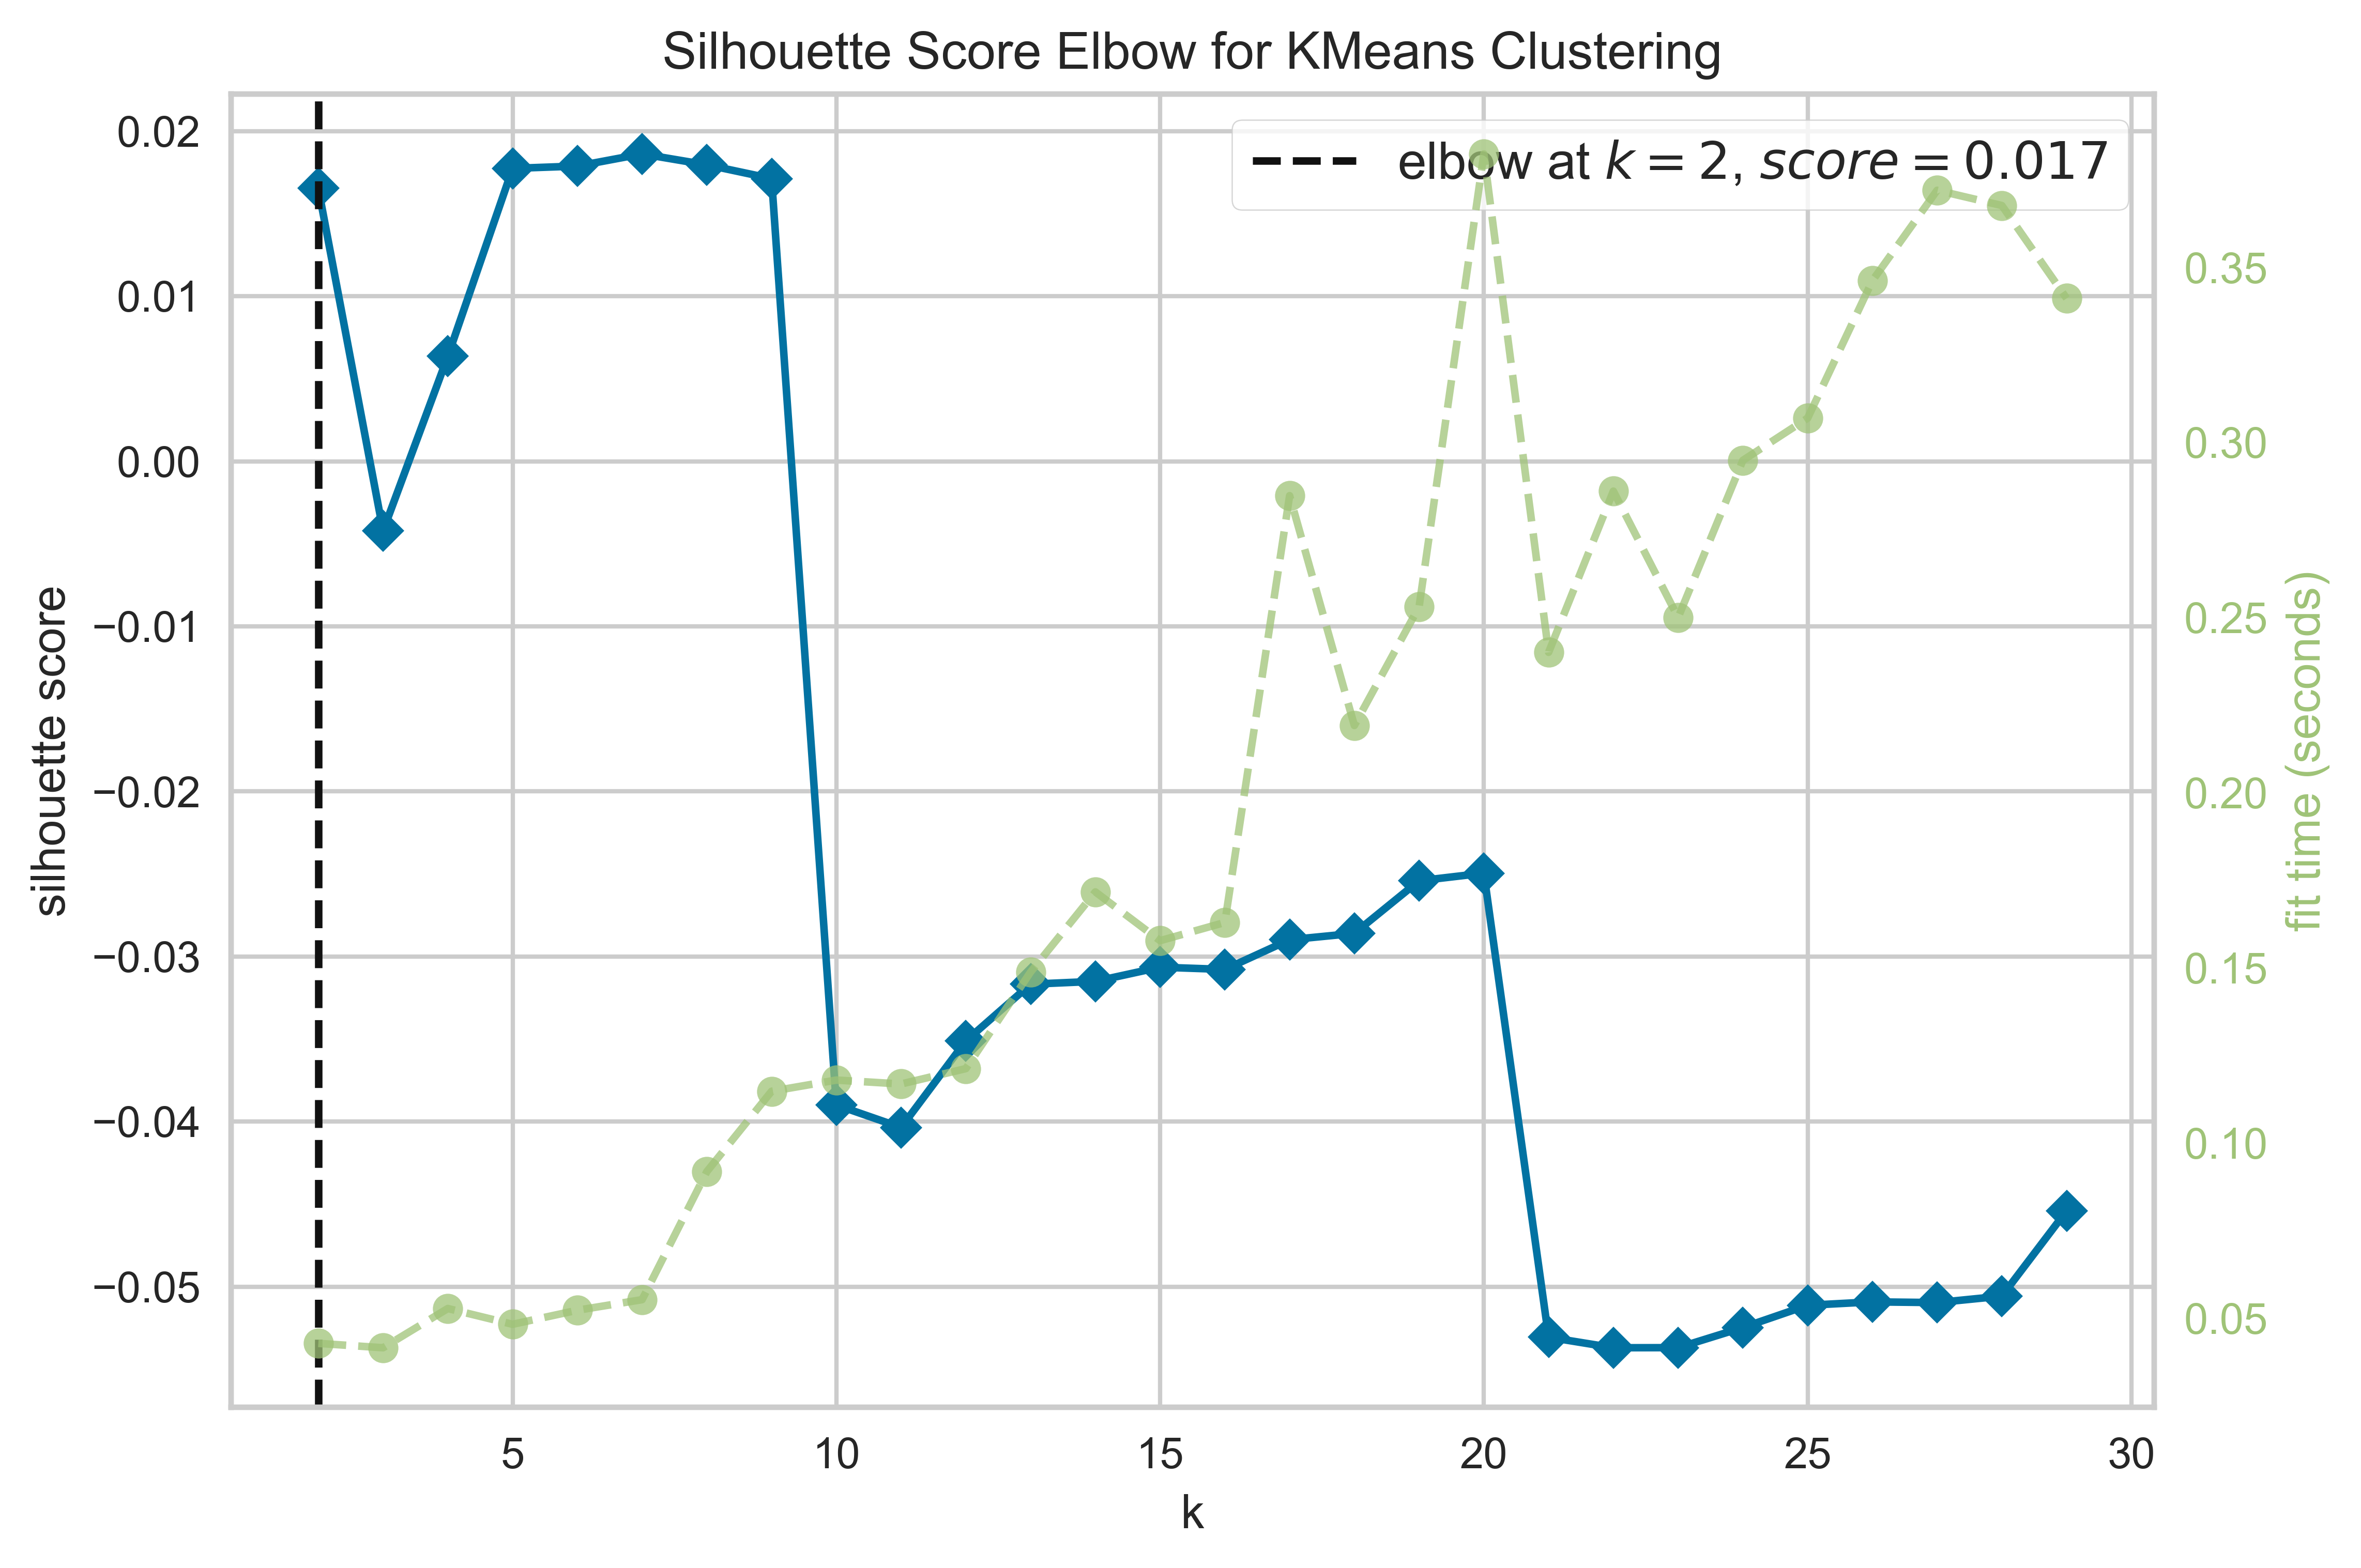 Silhouette Score Elbow for KMeans Clustering
elbow at k = 2, score = 0.017
silhouette score
0.02
0.01
0.00
−0.01
−0.02
−0.03
−0.04
−0.05
0.35
0.30
0.25
0.20
0.15
0.10
0.05
fit time (seconds)
5 10 15 20 25 30
k